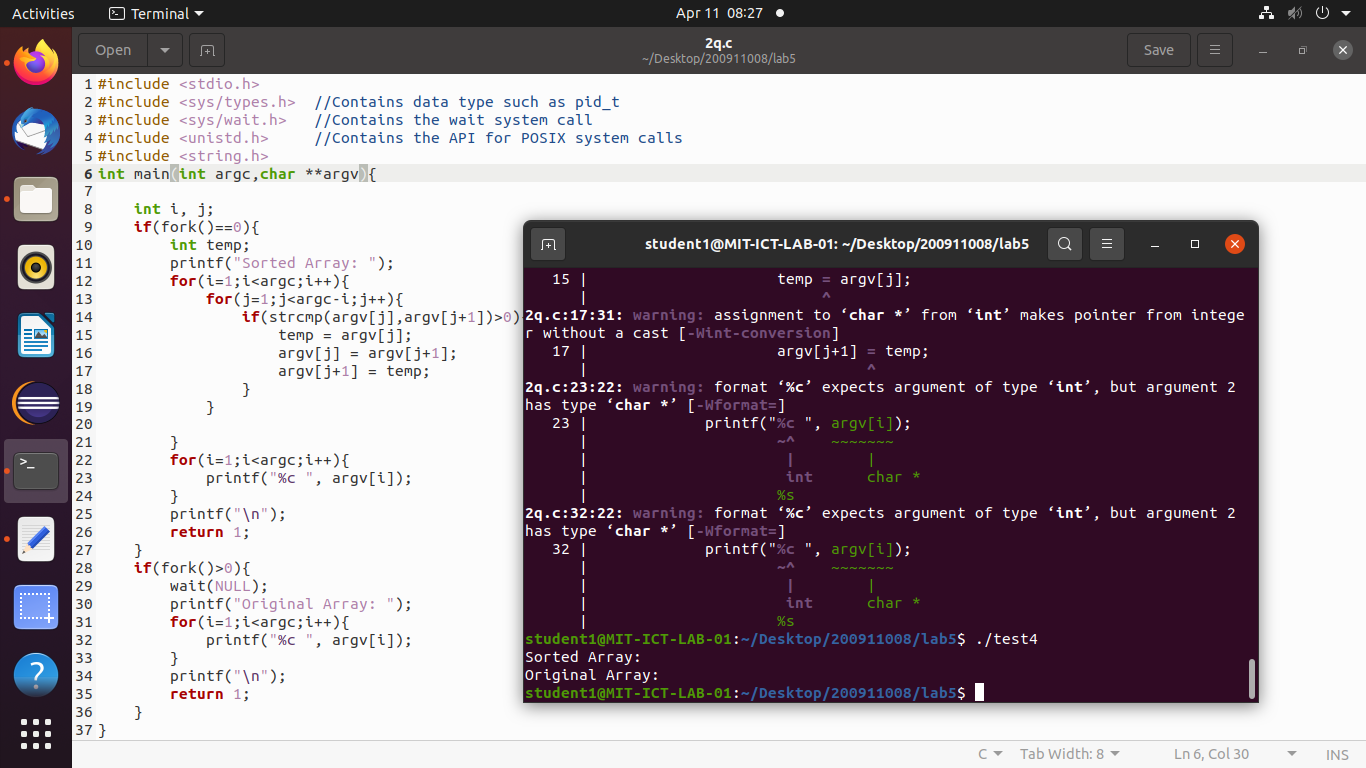 Activities Terminal Apr 11 08:27
Open 2q.c Save
~/Desktop/200911008/lab5
1 #include <stdio.h>
2 #include <sys/types.h>  //Contains data type such as pid_t
3 #include <sys/wait.h>   //Contains the wait system call
4 #include <unistd.h>     //Contains the API for POSIX system calls
5 #include <string.h>
6 int main(int argc,char **argv){
7
8     int i, j;
9     if(fork()==0){
10         int temp;
11         printf("Sorted Array: ");
12         for(i=1;i<argc;i++){
13             for(j=1;j<argc-i;j++){
14                 if(strcmp(argv[j],argv[j+1])>0)
15                     temp = argv[j];
16                     argv[j] = argv[j+1];
17                     argv[j+1] = temp;
18                 }
19             }
20
21         }
22         for(i=1;i<argc;i++){
23             printf("%c ", argv[i]);
24         }
25         printf("\n");
26         return 1;
27     }
28     if(fork()>0){
29         wait(NULL);
30         printf("Original Array: ");
31         for(i=1;i<argc;i++){
32             printf("%c ", argv[i]);
33         }
34         printf("\n");
35         return 1;
36     }
37 }
student1@MIT-ICT-LAB-01: ~/Desktop/200911008/lab5
   15 |                     temp = argv[j];
      |                          ^
2q.c:17:31: warning: assignment to ‘char *’ from ‘int’ makes pointer from intege
r without a cast [-Wint-conversion]
   17 |                     argv[j+1] = temp;
      |                               ^
2q.c:23:22: warning: format ‘%c’ expects argument of type ‘int’, but argument 2
has type ‘char *’ [-Wformat=]
   23 |             printf("%c ", argv[i]);
      |                     ~^    ~~~~~~~
      |                      |        |
      |                      int      char *
      |                     %s
2q.c:32:22: warning: format ‘%c’ expects argument of type ‘int’, but argument 2
has type ‘char *’ [-Wformat=]
   32 |             printf("%c ", argv[i]);
      |                     ~^    ~~~~~~~
      |                      |        |
      |                      int      char *
      |                     %s
student1@MIT-ICT-LAB-01:~/Desktop/200911008/lab5$ ./test4
Sorted Array:
Original Array:
student1@MIT-ICT-LAB-01:~/Desktop/200911008/lab5$
C Tab Width: 8 Ln 6, Col 30 INS